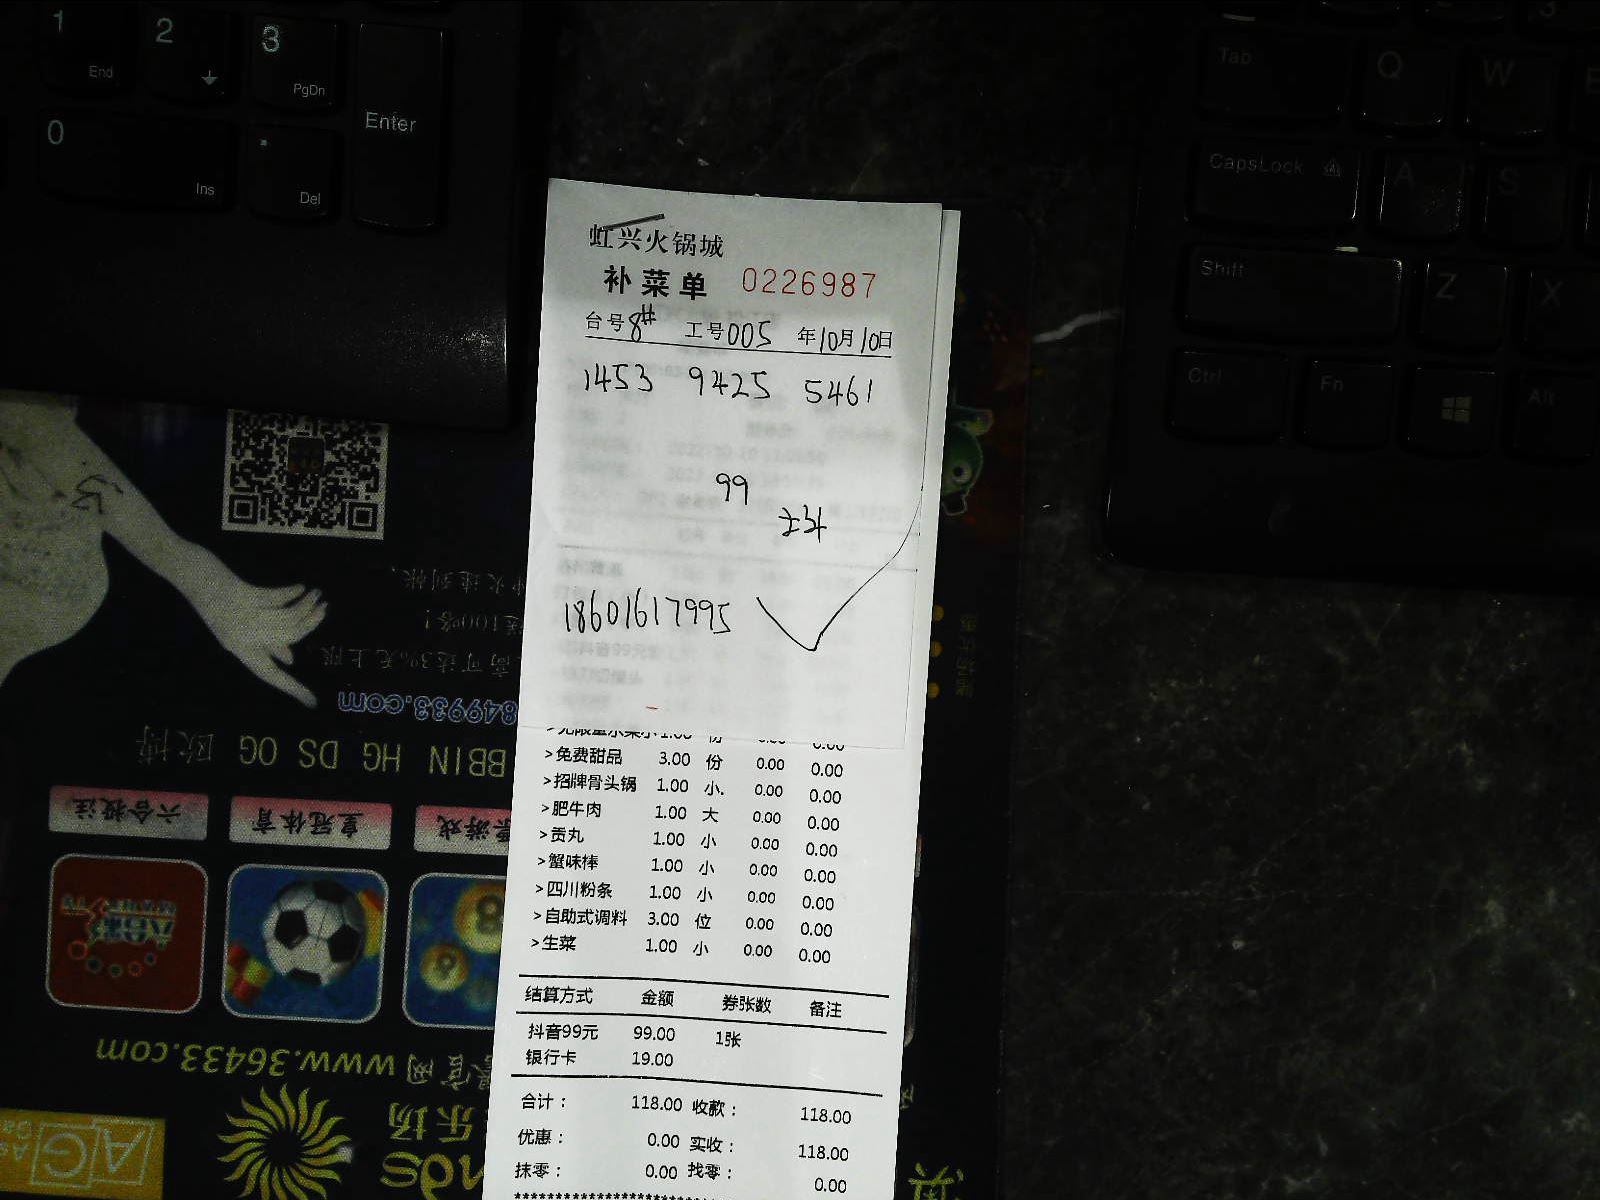 1 End 2 3 PgDn Enter
0 Ins . Del
Tab Q W E
CapsLock A S
Shift Z X
Ctrl Fn Alt
虹兴火锅城
补菜单 0226987
台号8# 工号005 年10月10日
1453 9425 5461
99
18601617995
>免费甜品 3.00 份 0.00 0.00
>招牌骨头锅 1.00 小. 0.00 0.00
>肥牛肉 1.00 大 0.00 0.00
>贡丸 1.00 小 0.00 0.00
>蟹味棒 1.00 小 0.00 0.00
>四川粉条 1.00 小 0.00 0.00
>自助式调料 3.00 位 0.00 0.00
>生菜 1.00 小 0.00 0.00
结算方式 金额 券张数 备注
抖音99元 99.00 1张
银行卡 19.00
合计： 118.00 收款： 118.00
优惠： 0.00 实收： 118.00
抹零： 0.00 找零： 0.00
849933.com
BBIN HG DS OG 欧博
六合投注 皇冠体育
www.36433.com
AG